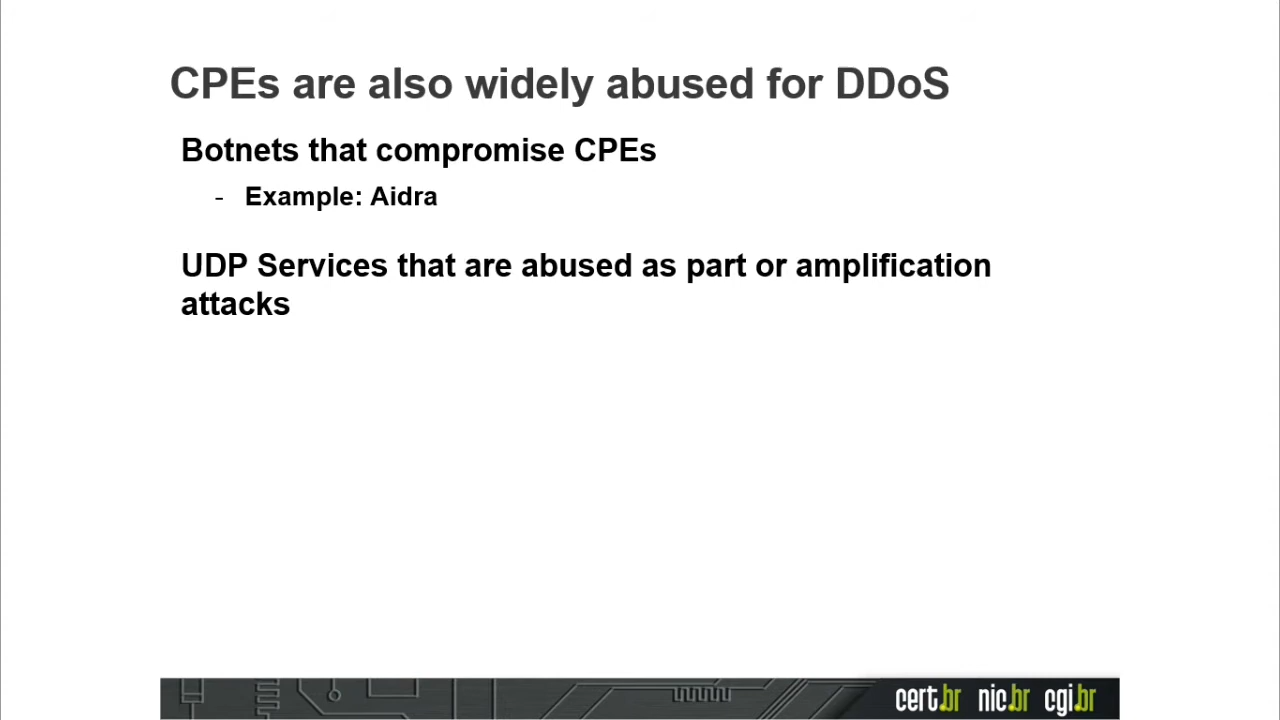 CPEs are also widely abused for DDoS
Botnets that compromise CPEs
- Example: Aidra
UDP Services that are abused as part or amplification
attacks
cert.br nic.br cgi.br